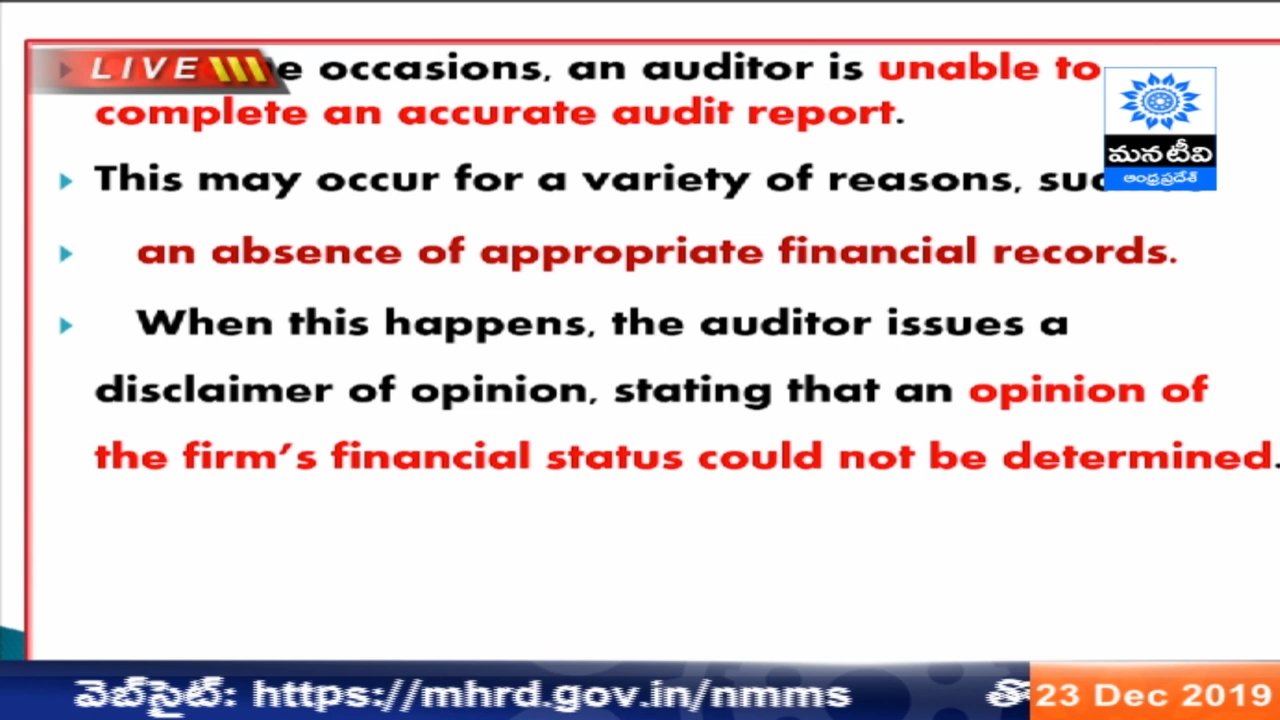 LIVE
occasions, an auditor is unable to
complete an accurate audit report.
This may occur for a variety of reasons,
an absence of appropriate financial records.
When this happens, the auditor issues a
disclaimer of opinion, stating that an opinion of
the firm's financial status could not be determined.
మన టీవి
ఆంధ్రప్రదేశ్
వెబ్‌సైట్: https://mhrd.gov.in/nmms
23 Dec 2019